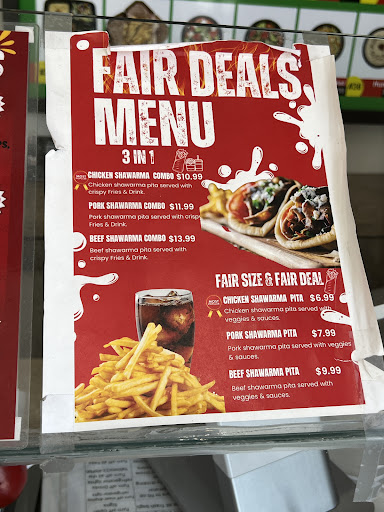 FAIR DEALS
MENU
3 IN 1
CHICKEN SHAWARMA COMBO $10.99
Chicken shawarma pita served with
crispy Fries & Drink.
PORK SHAWARMA COMBO $11.99
Pork shawarma pita served with crispy
Fries & Drink.
BEEF SHAWARMA COMBO $13.99
Beef shawarma pita served with
crispy Fries & Drink.
FAIR SIZE & FAIR DEAL
CHICKEN SHAWARMA PITA $6.99
Chicken shawarma pita served with
veggies & sauces.
PORK SHAWARMA PITA $7.99
Pork shawarma pita served with veggies
& sauces.
BEEF SHAWARMA PITA $9.99
Beef shawarma pita served with
veggies & sauces.